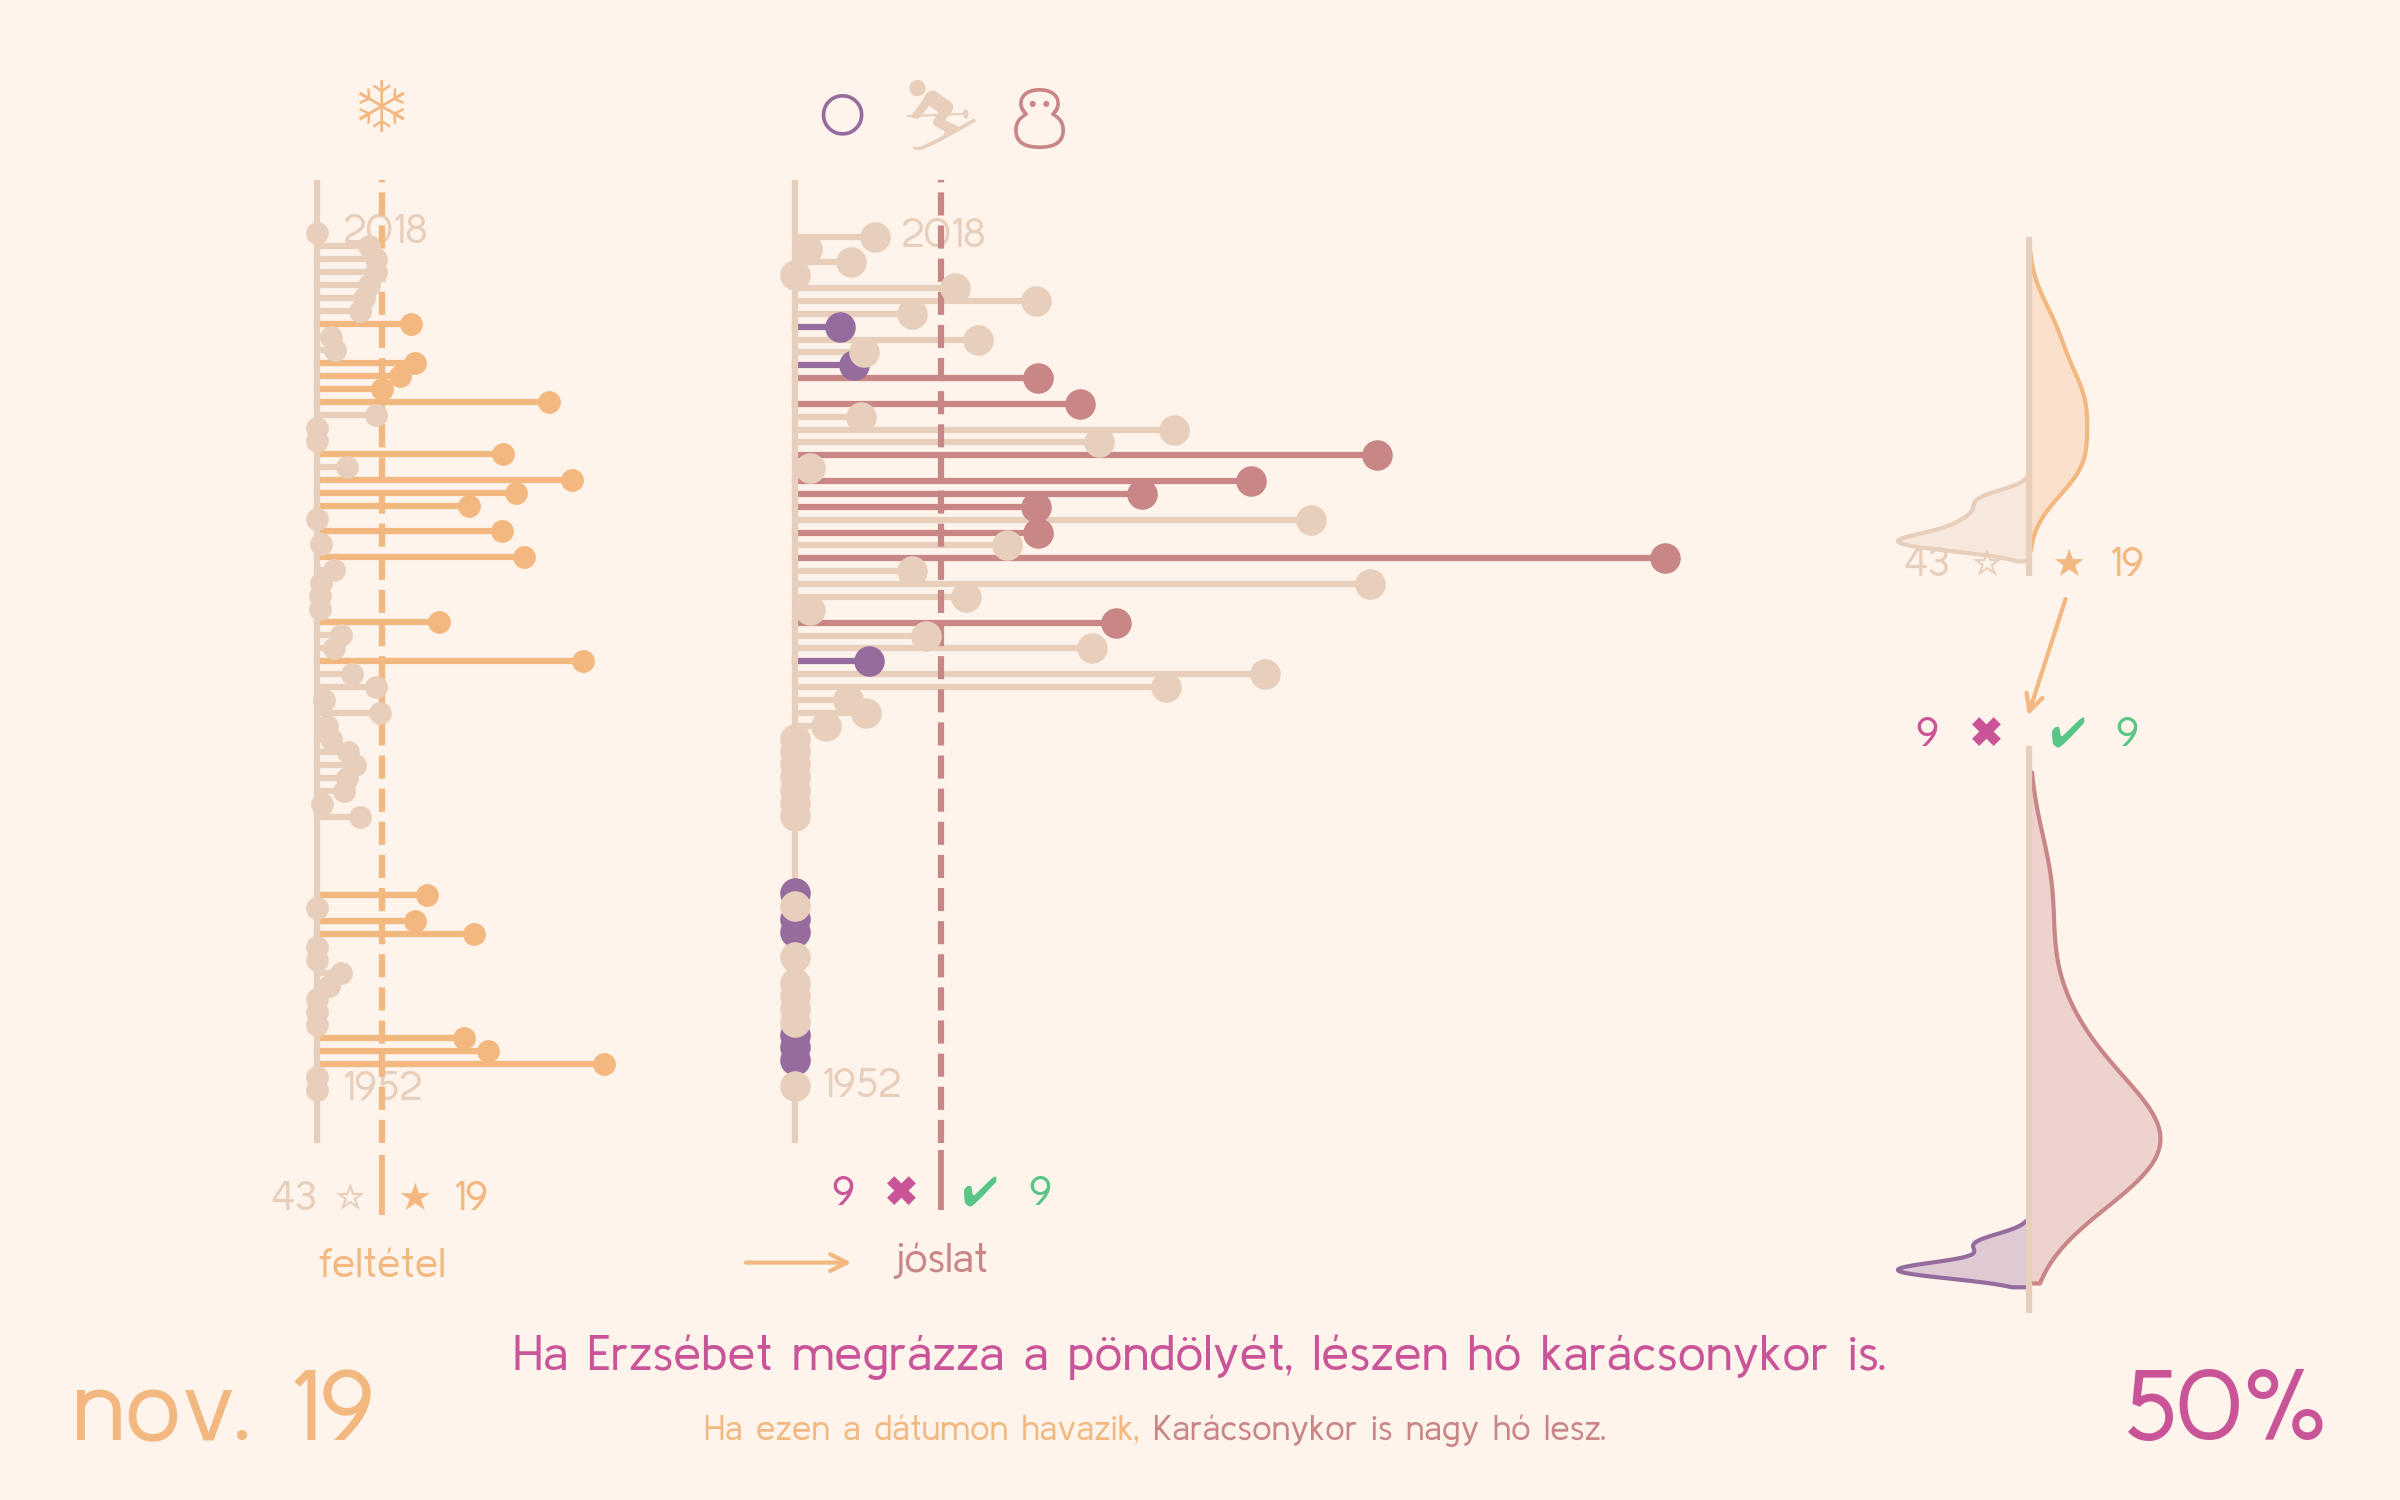 2018
2018
43 ☆ ★ 19
9 ✖ ✔ 9
1952
1952
43 ☆ ★ 19
9 ✖ ✔ 9
feltétel
jóslat
Ha Erzsébet megrázza a pöndölyét, lészen hó karácsonykor is.
nov. 19
50%
Ha ezen a dátumon havazik, Karácsonykor is nagy hó lesz.